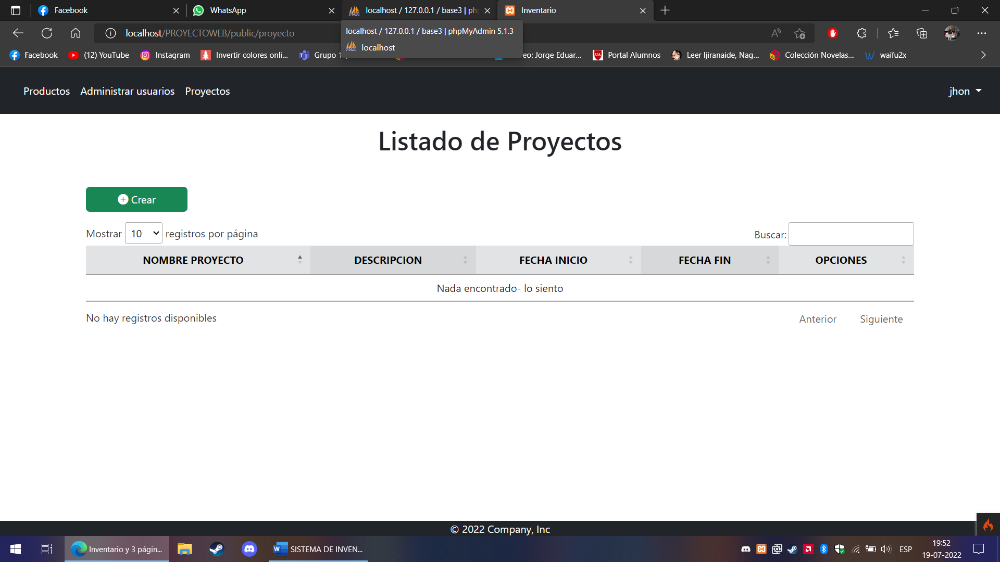 Facebook
WhatsApp
localhost / 127.0.0.1 / base3 | ph
Inventario
localhost/PROYECTOWEB/public/proyecto
localhost / 127.0.0.1 / base3 | phpMyAdmin 5.1.3
localhost
Facebook
(12) YouTube
Instagram
Invertir colores onli...
Grupo 1
eo: Jorge Eduar...
Portal Alumnos
Leer Ijiranaide, Nag...
Colección Novelas...
waifu2x
Productos
Administrar usuarios
Proyectos
jhon
Listado de Proyectos
Crear
Mostrar 10 registros por página
Buscar:
NOMBRE PROYECTO
DESCRIPCION
FECHA INICIO
FECHA FIN
OPCIONES
Nada encontrado- lo siento
No hay registros disponibles
Anterior
Siguiente
© 2022 Company, Inc
Inventario y 3 págin...
SISTEMA DE INVEN...
ESP
19:52
19-07-2022